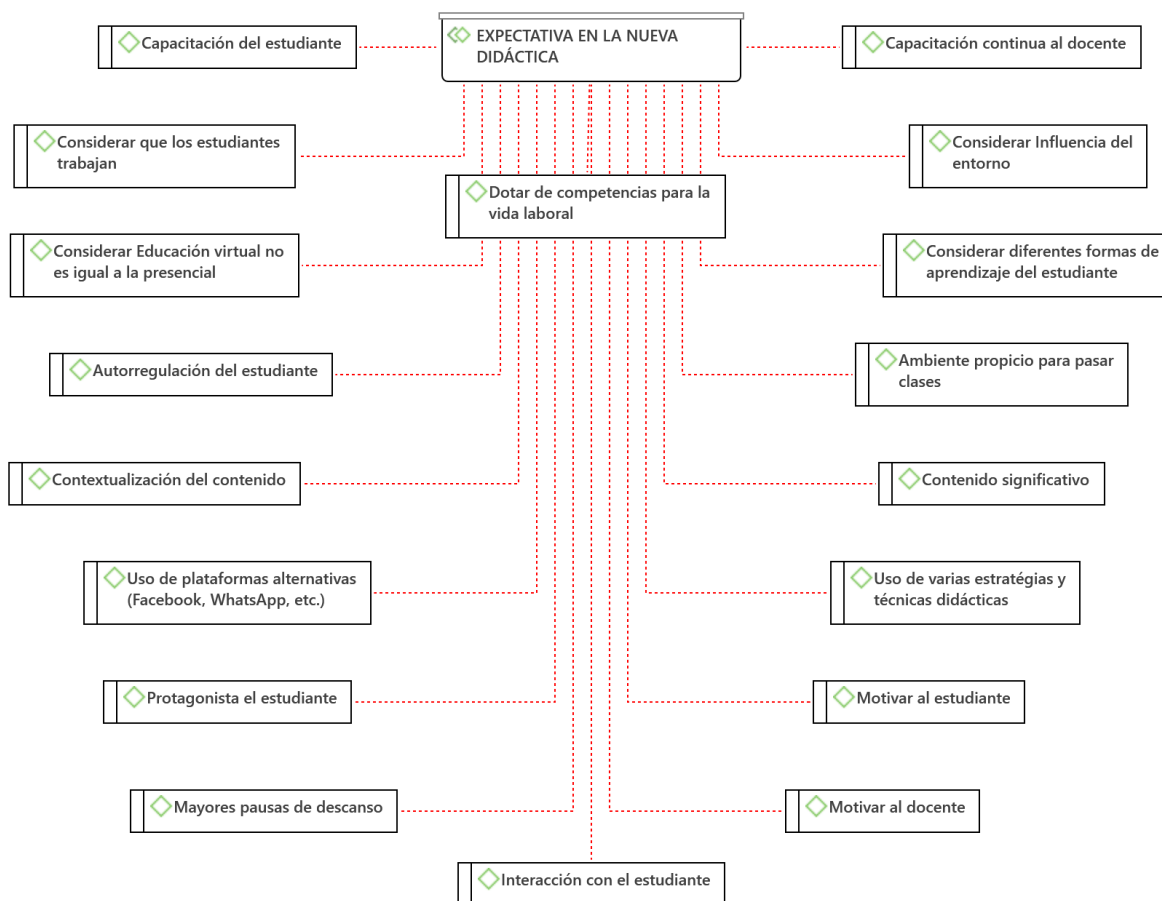 EXPECTATIVA EN LA NUEVA
DIDÁCTICA
Capacitación del estudiante
Capacitación continua al docente
Considerar que los estudiantes
trabajan
Considerar Influencia del
entorno
Dotar de competencias para la
vida laboral
Considerar Educación virtual no
es igual a la presencial
Considerar diferentes formas de
aprendizaje del estudiante
Autorregulación del estudiante
Ambiente propicio para pasar
clases
Contextualización del contenido
Contenido significativo
Uso de plataformas alternativas
(Facebook, WhatsApp, etc.)
Uso de varias estratégias y
técnicas didácticas
Protagonista el estudiante
Motivar al estudiante
Mayores pausas de descanso
Motivar al docente
Interacción con el estudiante